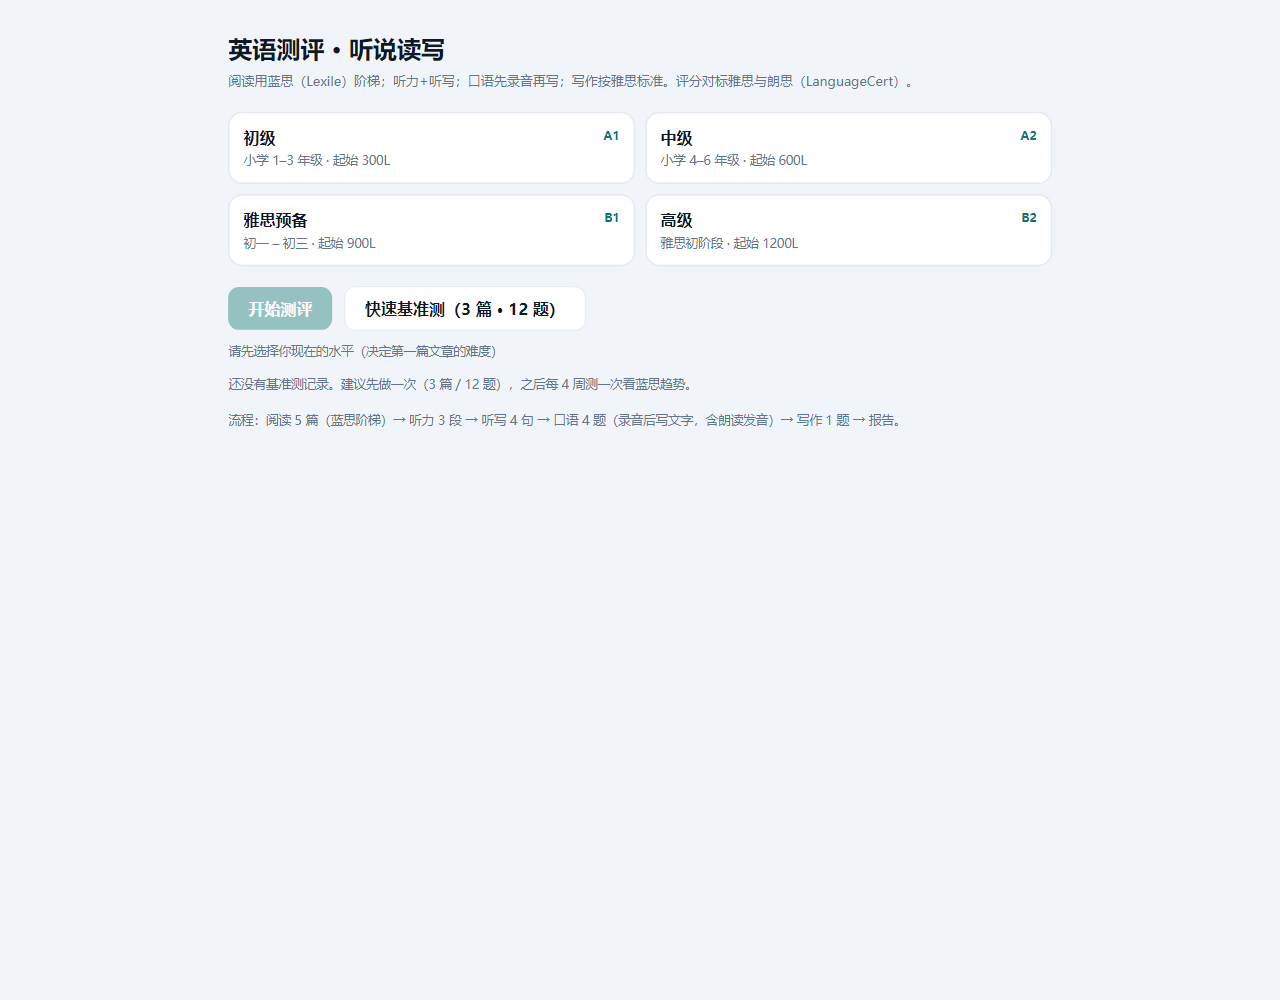 英语测评 • 听说读写
阅读用蓝思（Lexile）阶梯；听力+听写；口语先录音再写；写作按雅思标准。评分对标雅思与朗思（LanguageCert）。
初级
A1
小学 1–3 年级 · 起始 300L
中级
A2
小学 4–6 年级 · 起始 600L
雅思预备
B1
初一 – 初三 · 起始 900L
高级
B2
雅思初阶段 · 起始 1200L
开始测评
快速基准测（3 篇 • 12 题）
请先选择你现在的水平（决定第一篇文章的难度）
还没有基准测记录。建议先做一次（3 篇 / 12 题），之后每 4 周测一次看蓝思趋势。
流程：阅读 5 篇（蓝思阶梯）→ 听力 3 段 → 听写 4 句 → 口语 4 题（录音后写文字，含朗读发音）→ 写作 1 题 → 报告。